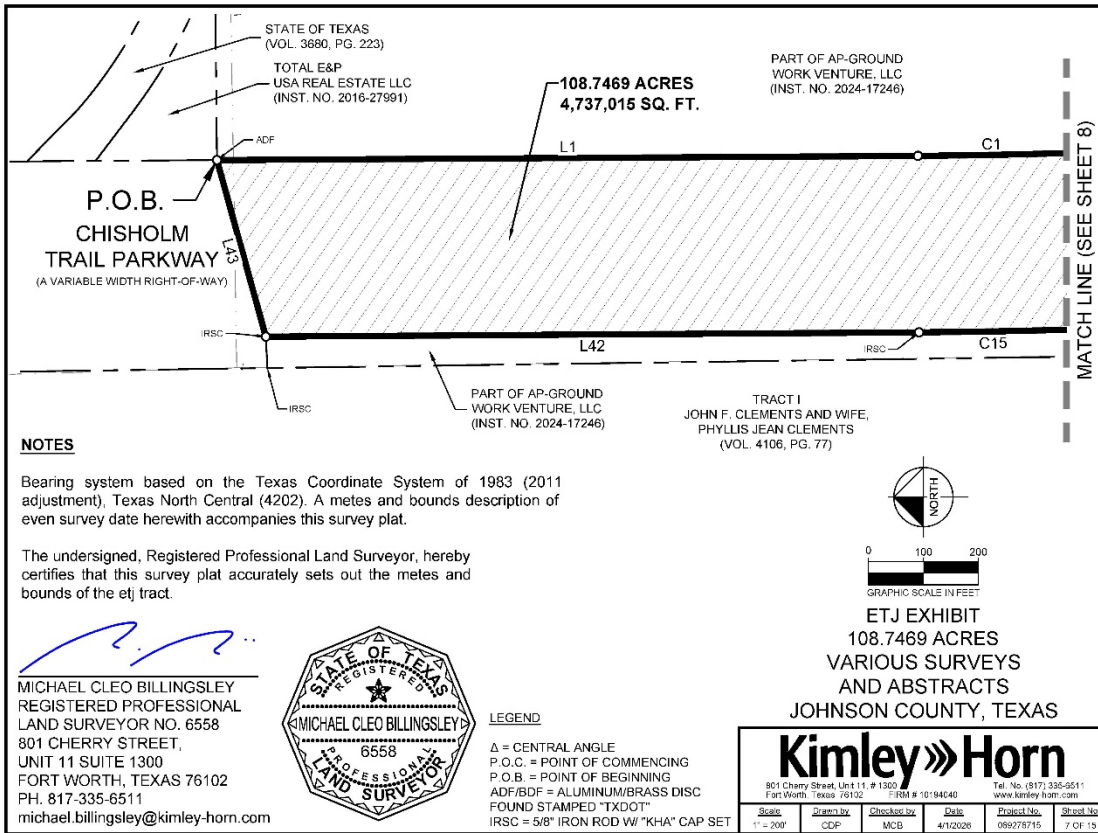 STATE OF TEXAS
(VOL. 3680, PG. 223)
TOTAL E&P
USA REAL ESTATE LLC
(INST. NO. 2016-27991)
108.7469 ACRES
4,737,015 SQ. FT.
PART OF AP-GROUND
WORK VENTURE, LLC
(INST. NO. 2024-17246)
ADF
L1
C1
P.O.B.
CHISHOLM
TRAIL PARKWAY
(A VARIABLE WIDTH RIGHT-OF-WAY)
L43
MATCH LINE (SEE SHEET 8)
IRSC
L42
IRSC
C15
IRSC
PART OF AP-GROUND
WORK VENTURE, LLC
(INST. NO. 2024-17246)
TRACT I
JOHN F. CLEMENTS AND WIFE,
PHYLLIS JEAN CLEMENTS
(VOL. 4106, PG. 77)
NOTES
Bearing system based on the Texas Coordinate System of 1983 (2011
adjustment), Texas North Central (4202). A metes and bounds description of
even survey date herewith accompanies this survey plat.
The undersigned, Registered Professional Land Surveyor, hereby
certifies that this survey plat accurately sets out the metes and
bounds of the etj tract.
MICHAEL CLEO BILLINGSLEY
REGISTERED PROFESSIONAL
LAND SURVEYOR NO. 6558
801 CHERRY STREET,
UNIT 11 SUITE 1300
FORT WORTH, TEXAS 76102
PH. 817-335-6511
michael.billingsley@kimley-horn.com
STATE OF TEXAS
REGISTERED
MICHAEL CLEO BILLINGSLEY
6558
PROFESSIONAL
LAND SURVEYOR
LEGEND
Δ = CENTRAL ANGLE
P.O.C. = POINT OF COMMENCING
P.O.B. = POINT OF BEGINNING
ADF/BDF = ALUMINUM/BRASS DISC
FOUND STAMPED "TXDOT"
IRSC = 5/8" IRON ROD W/ "KHA" CAP SET
NORTH
0 100 200
GRAPHIC SCALE IN FEET
ETJ EXHIBIT
108.7469 ACRES
VARIOUS SURVEYS
AND ABSTRACTS
JOHNSON COUNTY, TEXAS
Kimley»Horn
801 Cherry Street, Unit 11, # 1300
Fort Worth, Texas 76102 FIRM # 10194040
Tel. No. (817) 335-6511
www.kimley-horn.com
Scale Drawn by Checked by Date Project No. Sheet No.
1" = 200' CDP MCB 4/1/2026 069278715 7 OF 15